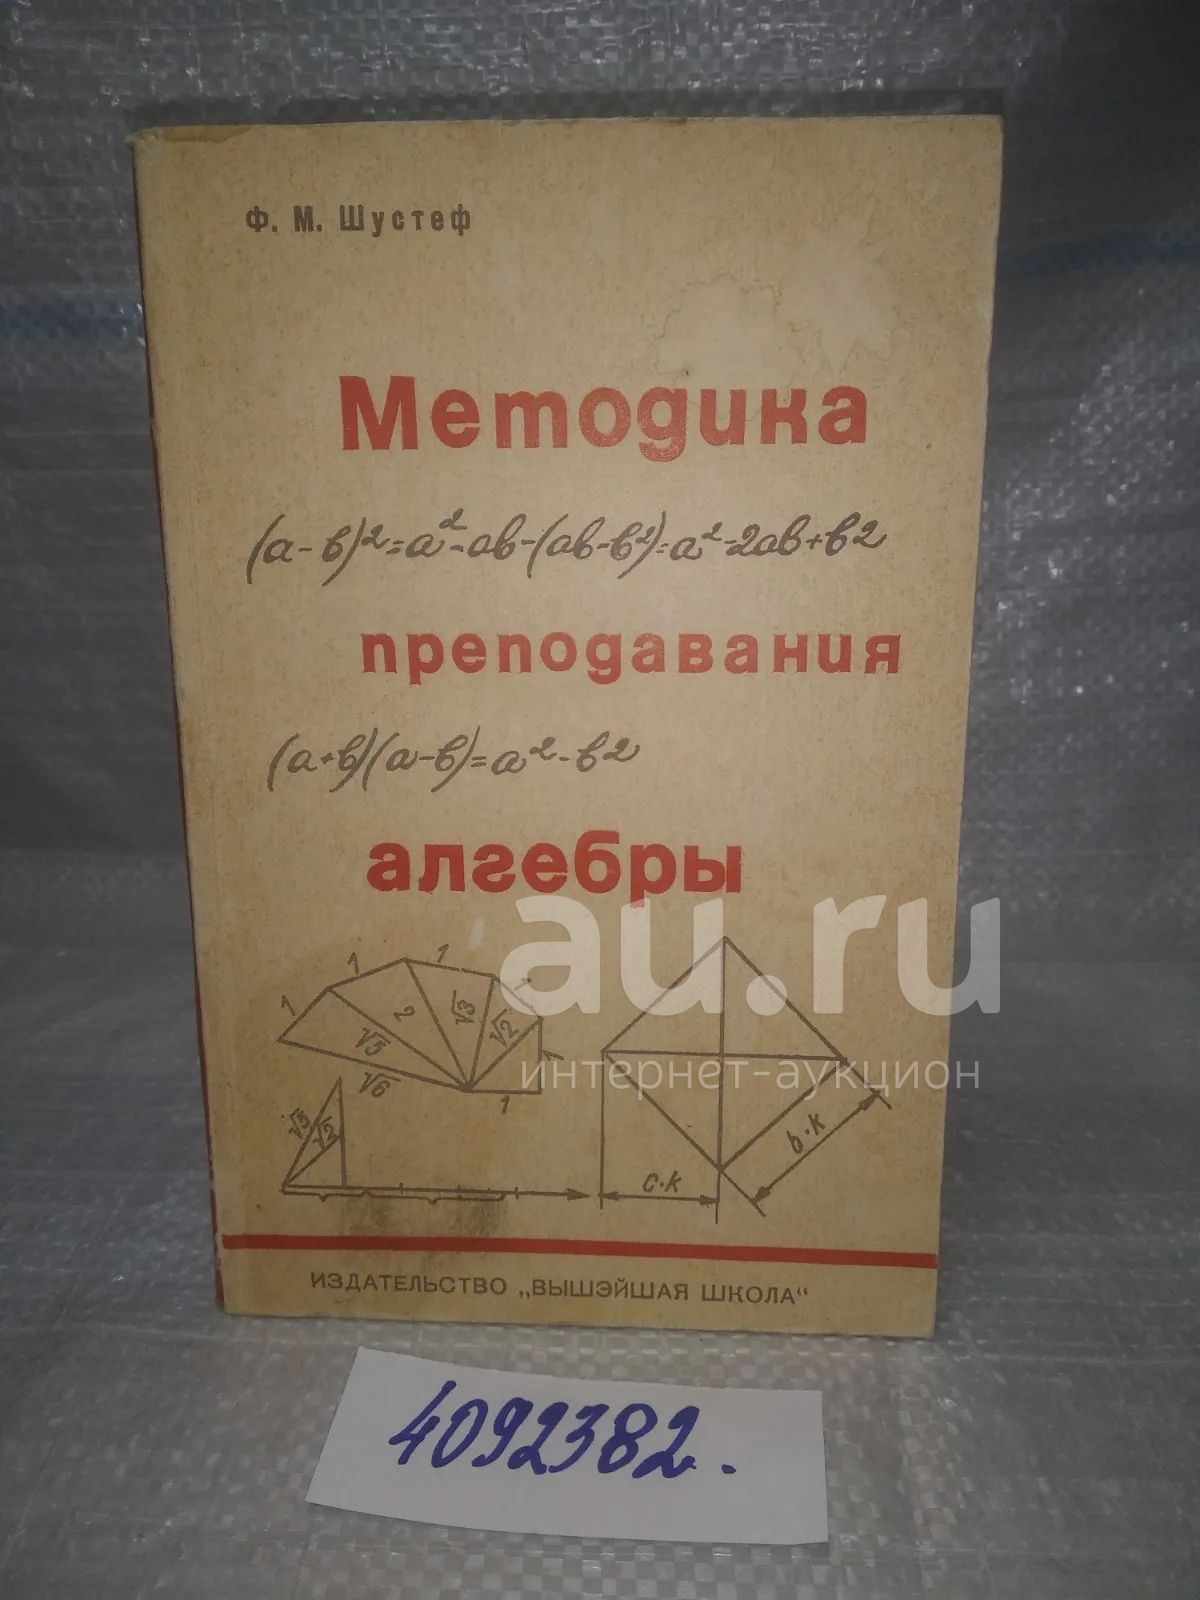 Ф. М. Шустеф
Методика
(a-b)²=a²-ab-(ab-b²)=a²-2ab+b²
преподавания
(a+b)(a-b)=a²-b²
алгебры
au.ru
интернет-аукцион
1 1 1 1
√5 2 √3 √2
√6 1 1
√3 √2
b·k
c·k
ИЗДАТЕЛЬСТВО „ВЫШЭЙШАЯ ШКОЛА“
4092382.